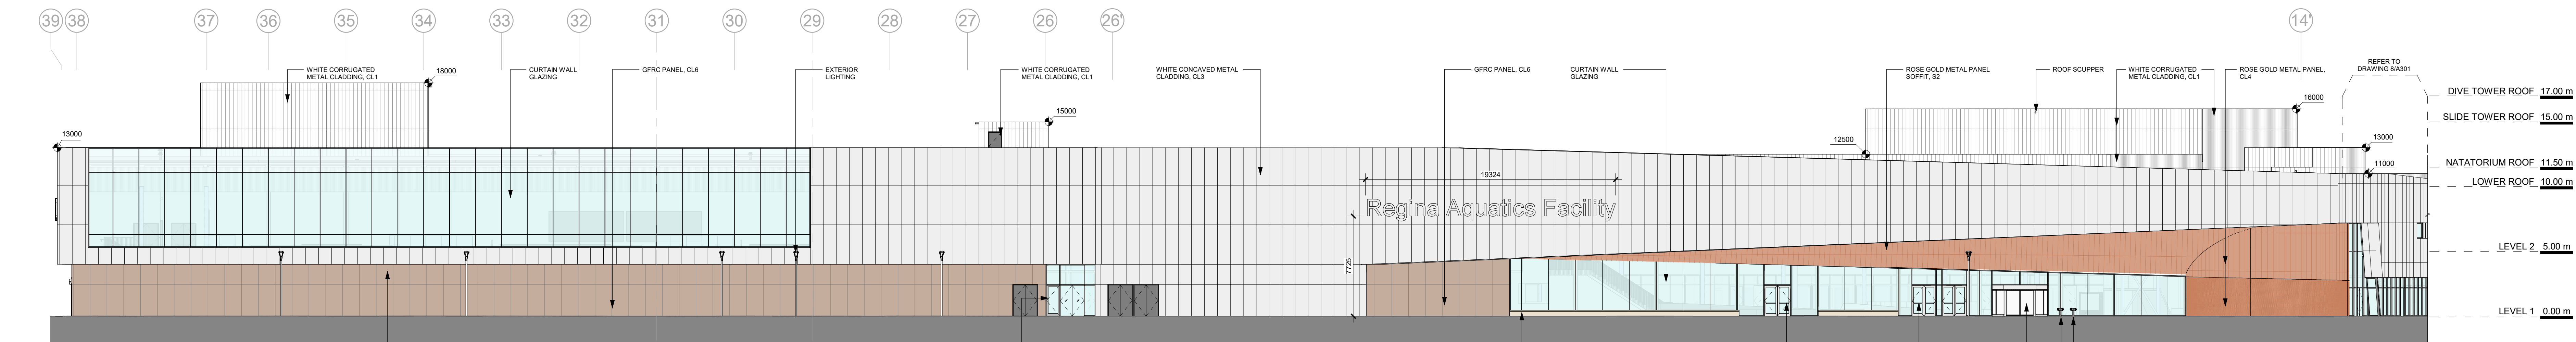 39 38 37 36 35 34 33 32 31 30 29 28 27 26 26' 14'
WHITE CORRUGATED
METAL CLADDING, CL1
18000
CURTAIN WALL
GLAZING
GFRC PANEL, CL6
EXTERIOR
LIGHTING
WHITE CORRUGATED
METAL CLADDING, CL1
WHITE CONCAVED METAL
CLADDING, CL3
GFRC PANEL, CL6
CURTAIN WALL
GLAZING
ROSE GOLD METAL PANEL
SOFFIT, S2
ROOF SCUPPER
WHITE CORRUGATED
METAL CLADDING, CL1
ROSE GOLD METAL PANEL,
CL4
REFER TO
DRAWING 8/A301
DIVE TOWER ROOF 17.00 m
16000
15000
SLIDE TOWER ROOF 15.00 m
13000
12500
13000
11000
NATATORIUM ROOF 11.50 m
19324
LOWER ROOF 10.00 m
Regina Aquatics Facility
LEVEL 2 5.00 m
7725
LEVEL 1 0.00 m